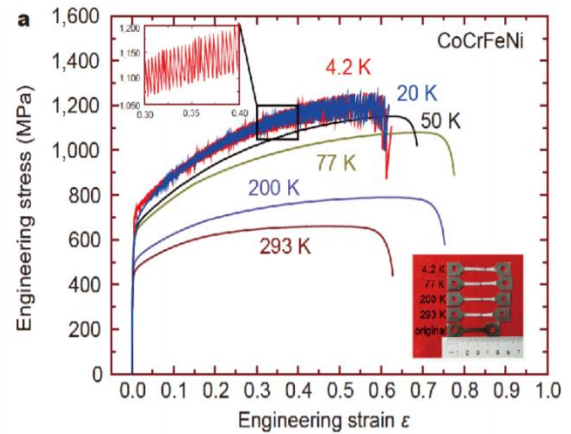 a
1,600
1,400
1,200
1,000
800
600
400
200
0
Engineering stress (MPa)
1,200
1,150
1,100
1,050
0.30
0.35
0.40
CoCrFeNi
4.2 K
20 K
50 K
77 K
200 K
293 K
4.2 K
77 K
200 K
293 K
original
0.0 0.1 0.2 0.3 0.4 0.5 0.6 0.7 0.8 0.9 1.0
Engineering strain ε